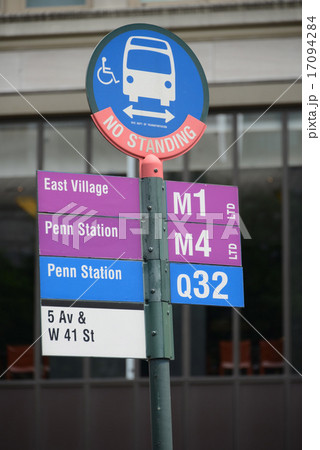 NO STANDING
East Village
M1 LTD
Penn Station
M4 LTD
Penn Station
Q32
5 Av &
W 41 St
PIXTA
pixta.jp - 17094284